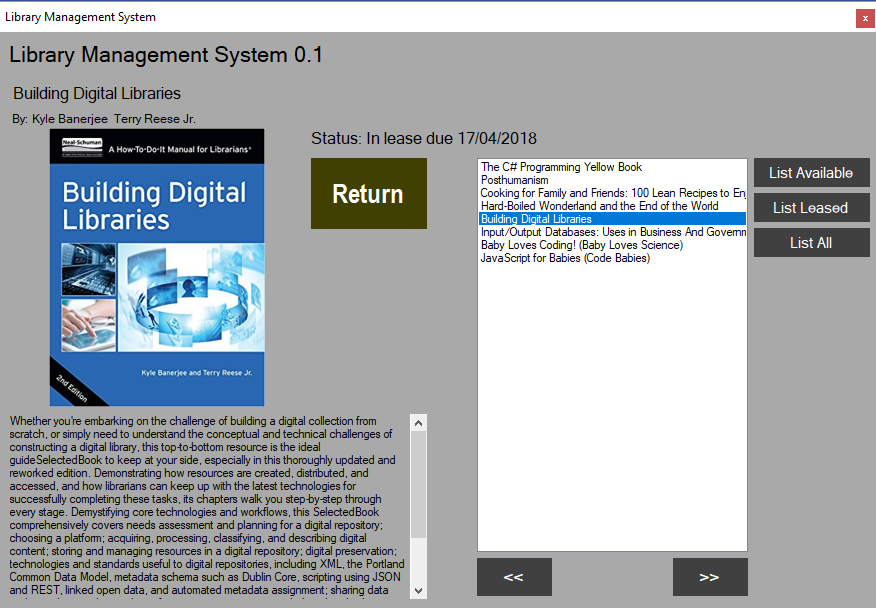 Library Management System
x
Library Management System 0.1
Building Digital Libraries
By: Kyle Banerjee Terry Reese Jr.
Neal-Schuman
A How-To-Do-It Manual for Librarians®
Building Digital
Libraries
Kyle Banerjee and Terry Reese Jr.
2nd Edition
Status: In lease due 17/04/2018
Return
The C# Programming Yellow Book
Posthumanism
Cooking for Family and Friends: 100 Lean Recipes to En
Hard-Boiled Wonderland and the End of the World
Building Digital Libraries
Input/Output Databases: Uses in Business And Governm
Baby Loves Coding! (Baby Loves Science)
JavaScript for Babies (Code Babies)
List Available
List Leased
List All
Whether you're embarking on the challenge of building a digital collection from
scratch, or simply need to understand the conceptual and technical challenges of
constructing a digital library, this top-to-bottom resource is the ideal
guideSelectedBook to keep at your side, especially in this thoroughly updated and
reworked edition. Demonstrating how resources are created, distributed, and
accessed, and how librarians can keep up with the latest technologies for
successfully completing these tasks, its chapters walk you step-by-step through
every stage. Demystifying core technologies and workflows, this SelectedBook
comprehensively covers needs assessment and planning for a digital repository;
choosing a platform; acquiring, processing, classifying, and describing digital
content; storing and managing resources in a digital repository; digital preservation;
technologies and standards useful to digital repositories, including XML, the Portland
Common Data Model, metadata schema such as Dublin Core, scripting using JSON
and REST, linked open data, and automated metadata assignment; sharing data
<<
>>